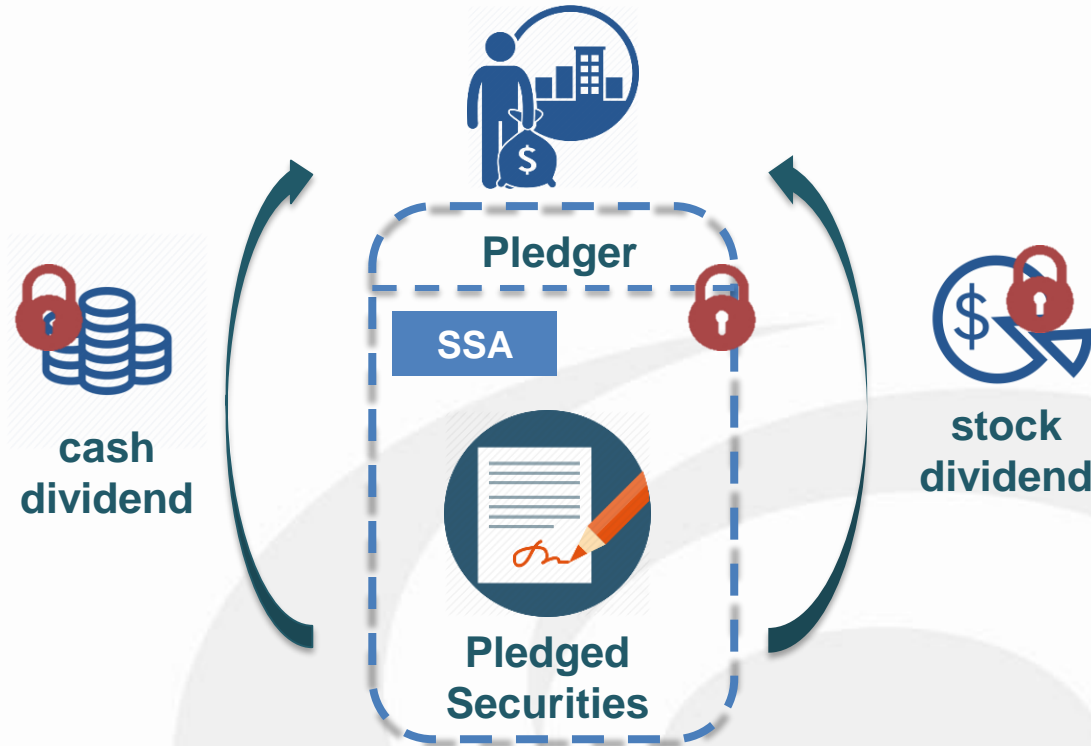 $
Pledger
SSA
cash
dividend
$
stock
dividend
Pledged
Securities